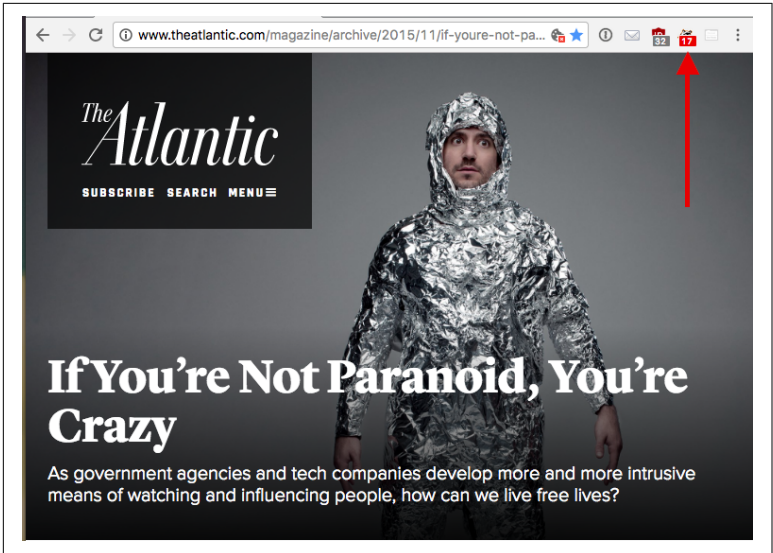 www.theatlantic.com/magazine/archive/2015/11/if-youre-not-pa...
32
17
The
Atlantic
SUBSCRIBE SEARCH MENU
If You’re Not Paranoid, You’re
Crazy
As government agencies and tech companies develop more and more intrusive
means of watching and influencing people, how can we live free lives?